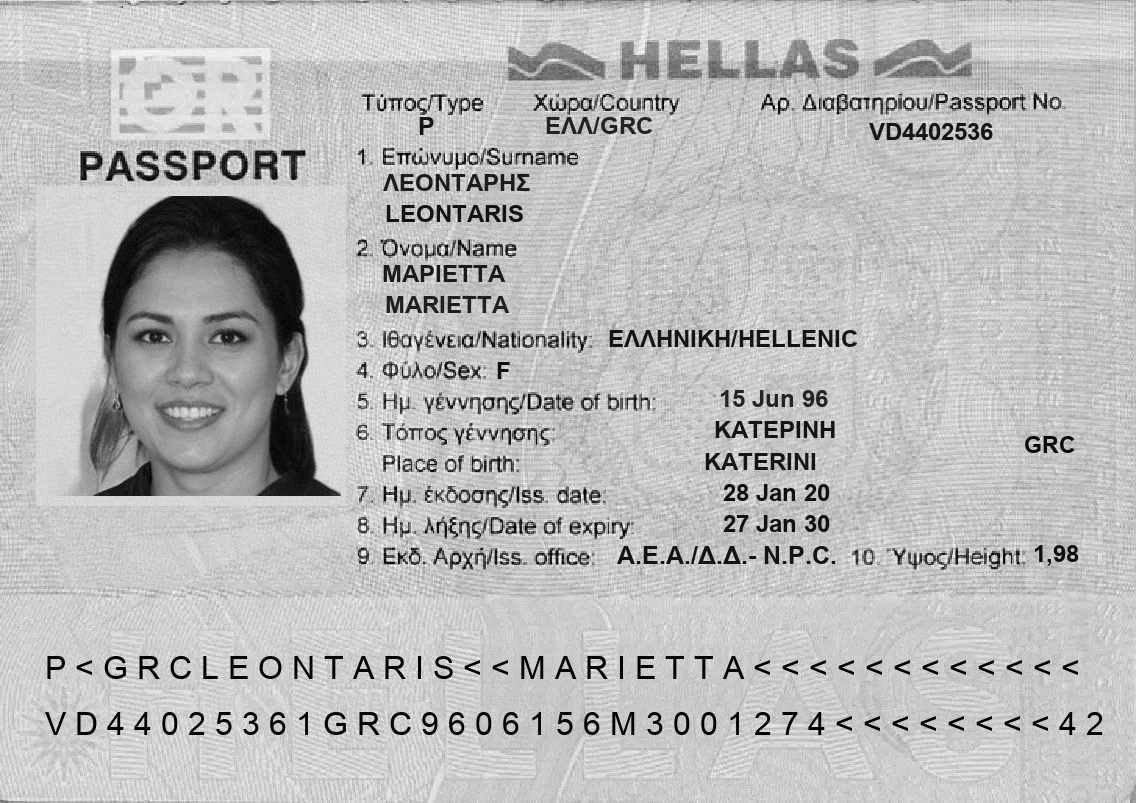 GR
HELLAS
PASSPORT
Τύπος/Type Χώρα/Country Αρ. Διαβατηρίου/Passport No.
P ΕΛΛ/GRC VD4402536
1. Επώνυμο/Surname
ΛΕΟΝΤΑΡΗΣ
LEONTARIS
2. Όνομα/Name
ΜΑΡΙΕΤΤΑ
MARIETTA
3. Ιθαγένεια/Nationality: ΕΛΛΗΝΙΚΗ/HELLENIC
4. Φύλο/Sex: F
5. Ημ. γέννησης/Date of birth: 15 Jun 96
6. Τόπος γέννησης: ΚΑΤΕΡΙΝΗ
Place of birth: KATERINI GRC
7. Ημ. έκδοσης/Iss. date: 28 Jan 20
8. Ημ. λήξης/Date of expiry: 27 Jan 30
9 Εκδ. Αρχή/Iss. office: Α.Ε.Α./Δ.Δ.- N.P.C. 10. Ύψος/Height: 1,98
HELLAS
P<GRCLEONTARIS<<MARIETTA<<<<<<<<<<<<
VD44025361GRC9606156M3001274<<<<<<<<42